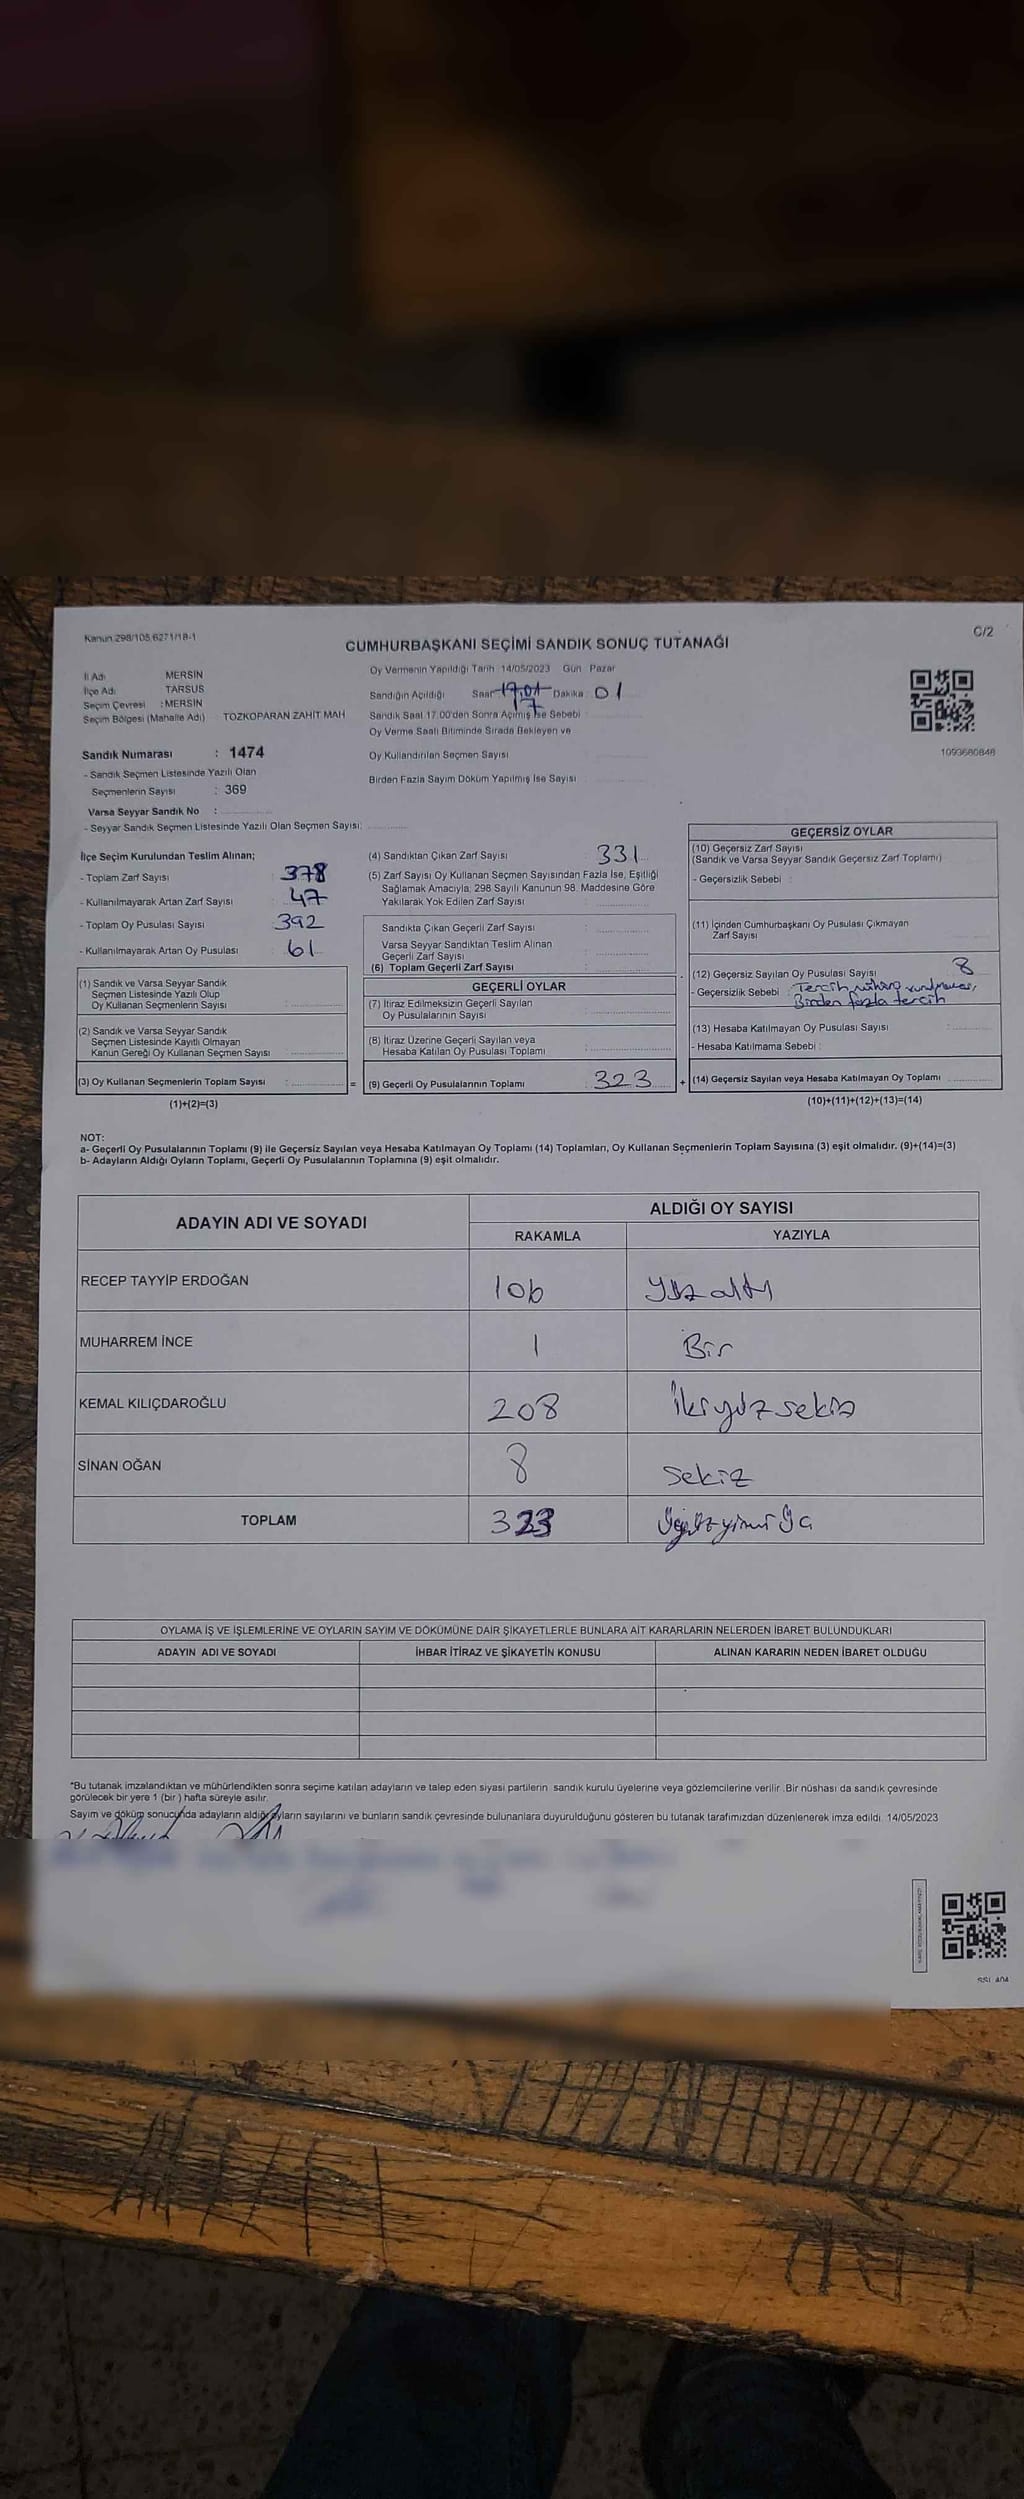 Kanun 298/105,6271/18-1
C/2
CUMHURBAŞKANI SEÇİMİ SANDIK SONUÇ TUTANAĞI
İl Adı MERSİN
İlçe Adı TARSUS
Seçim Çevresi : MERSİN
Seçim Bölgesi (Mahalle Adı) TOZKOPARAN ZAHİT MAH
Oy Vermenin Yapıldığı Tarih : 14/05/2023 Gün Pazar
Sandığın Açıldığı Saat 17.01 17 Dakika : 01
Sandık Saat 17.00'den Sonra Açılmış İse Sebebi :
Oy Verme Saati Bitiminde Sırada Bekleyen ve
Oy Kullandırılan Seçmen Sayısı
Birden Fazla Sayım Döküm Yapılmış İse Sayısı :
1093680848
Sandık Numarası : 1474
- Sandık Seçmen Listesinde Yazılı Olan
Seçmenlerin Sayısı : 369
Varsa Seyyar Sandık No :
- Seyyar Sandık Seçmen Listesinde Yazılı Olan Seçmen Sayısı:
İlçe Seçim Kurulundan Teslim Alınan;
- Toplam Zarf Sayısı : 378
- Kullanılmayarak Artan Zarf Sayısı : 47
- Toplam Oy Pusulası Sayısı : 392
- Kullanılmayarak Artan Oy Pusulası : 61
(1) Sandık ve Varsa Seyyar Sandık
Seçmen Listesinde Yazılı Olup
Oy Kullanan Seçmenlerin Sayısı :
(2) Sandık ve Varsa Seyyar Sandık
Seçmen Listesinde Kayıtlı Olmayan
Kanun Gereği Oy Kullanan Seçmen Sayısı :
(3) Oy Kullanan Seçmenlerin Toplam Sayısı : =
(1)+(2)=(3)
(4) Sandıktan Çıkan Zarf Sayısı : 331
(5) Zarf Sayısı Oy Kullanan Seçmen Sayısından Fazla İse, Eşitliği
Sağlamak Amacıyla, 298 Sayılı Kanunun 98. Maddesine Göre
Yakılarak Yok Edilen Zarf Sayısı :
Sandıkta Çıkan Geçerli Zarf Sayısı :
Varsa Seyyar Sandıktan Teslim Alınan
Geçerli Zarf Sayısı :
(6) Toplam Geçerli Zarf Sayısı :
GEÇERLİ OYLAR
(7) İtiraz Edilmeksizin Geçerli Sayılan
Oy Pusulalarının Sayısı :
(8) İtiraz Üzerine Geçerli Sayılan veya
Hesaba Katılan Oy Pusulası Toplamı :
(9) Geçerli Oy Pusulalarının Toplamı : 323 +
GEÇERSİZ OYLAR
(10) Geçersiz Zarf Sayısı
(Sandık ve Varsa Seyyar Sandık Geçersiz Zarf Toplamı)
- Geçersizlik Sebebi :
(11) İçinden Cumhurbaşkanı Oy Pusulası Çıkmayan
Zarf Sayısı
(12) Geçersiz Sayılan Oy Pusulası Sayısı 8
- Geçersizlik Sebebi : Tercih mührü vurulmaması,
Birden fazla tercih
(13) Hesaba Katılmayan Oy Pusulası Sayısı :
- Hesaba Katılmama Sebebi :
(14) Geçersiz Sayılan veya Hesaba Katılmayan Oy Toplamı
(10)+(11)+(12)+(13)=(14)
NOT:
a- Geçerli Oy Pusulalarının Toplamı (9) ile Geçersiz Sayılan veya Hesaba Katılmayan Oy Toplamı (14) Toplamları, Oy Kullanan Seçmenlerin Toplam Sayısına (3) eşit olmalıdır. (9)+(14)=(3)
b- Adayların Aldığı Oyların Toplamı, Geçerli Oy Pusulalarının Toplamına (9) eşit olmalıdır.
ADAYIN ADI VE SOYADI ALDIĞI OY SAYISI
RAKAMLA YAZIYLA
RECEP TAYYİP ERDOĞAN 106 Yüz altı
MUHARREM İNCE 1 Bir
KEMAL KILIÇDAROĞLU 208 İkiyüzsekiz
SİNAN OĞAN 8 Sekiz
TOPLAM 323 Üçyüzyirmi Üç
OYLAMA İŞ VE İŞLEMLERİNE VE OYLARIN SAYIM VE DÖKÜMÜNE DAİR ŞİKAYETLERLE BUNLARA AİT KARARLARIN NELERDEN İBARET BULUNDUKLARI
ADAYIN ADI VE SOYADI İHBAR İTİRAZ VE ŞİKAYETİN KONUSU ALINAN KARARIN NEDEN İBARET OLDUĞU
*Bu tutanak imzalandıktan ve mühürlendikten sonra seçime katılan adayların ve talep eden siyasi partilerin sandık kurulu üyelerine veya gözlemcilerine verilir. Bir nüshası da sandık çevresinde
görülecek bir yere 1 (bir) hafta süreyle asılır.
Sayım ve döküm sonucunda adayların aldığı oyların sayılarını ve bunların sandık çevresinde bulunanlara duyurulduğunu gösteren bu tutanak tarafımızdan düzenlenerek imza edildi. 14/05/2023
SSI 404